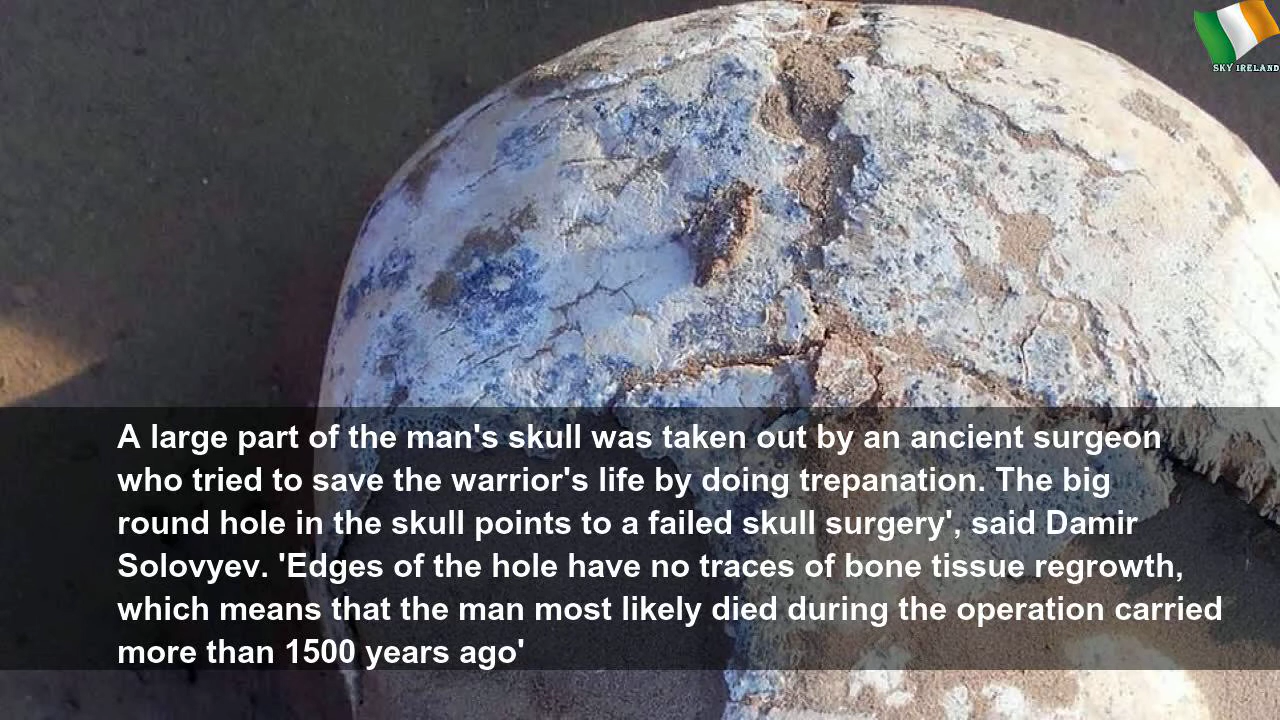 SKY IRELAND
A large part of the man's skull was taken out by an ancient surgeon
who tried to save the warrior's life by doing trepanation. The big
round hole in the skull points to a failed skull surgery', said Damir
Solovyev. 'Edges of the hole have no traces of bone tissue regrowth,
which means that the man most likely died during the operation carried
more than 1500 years ago'